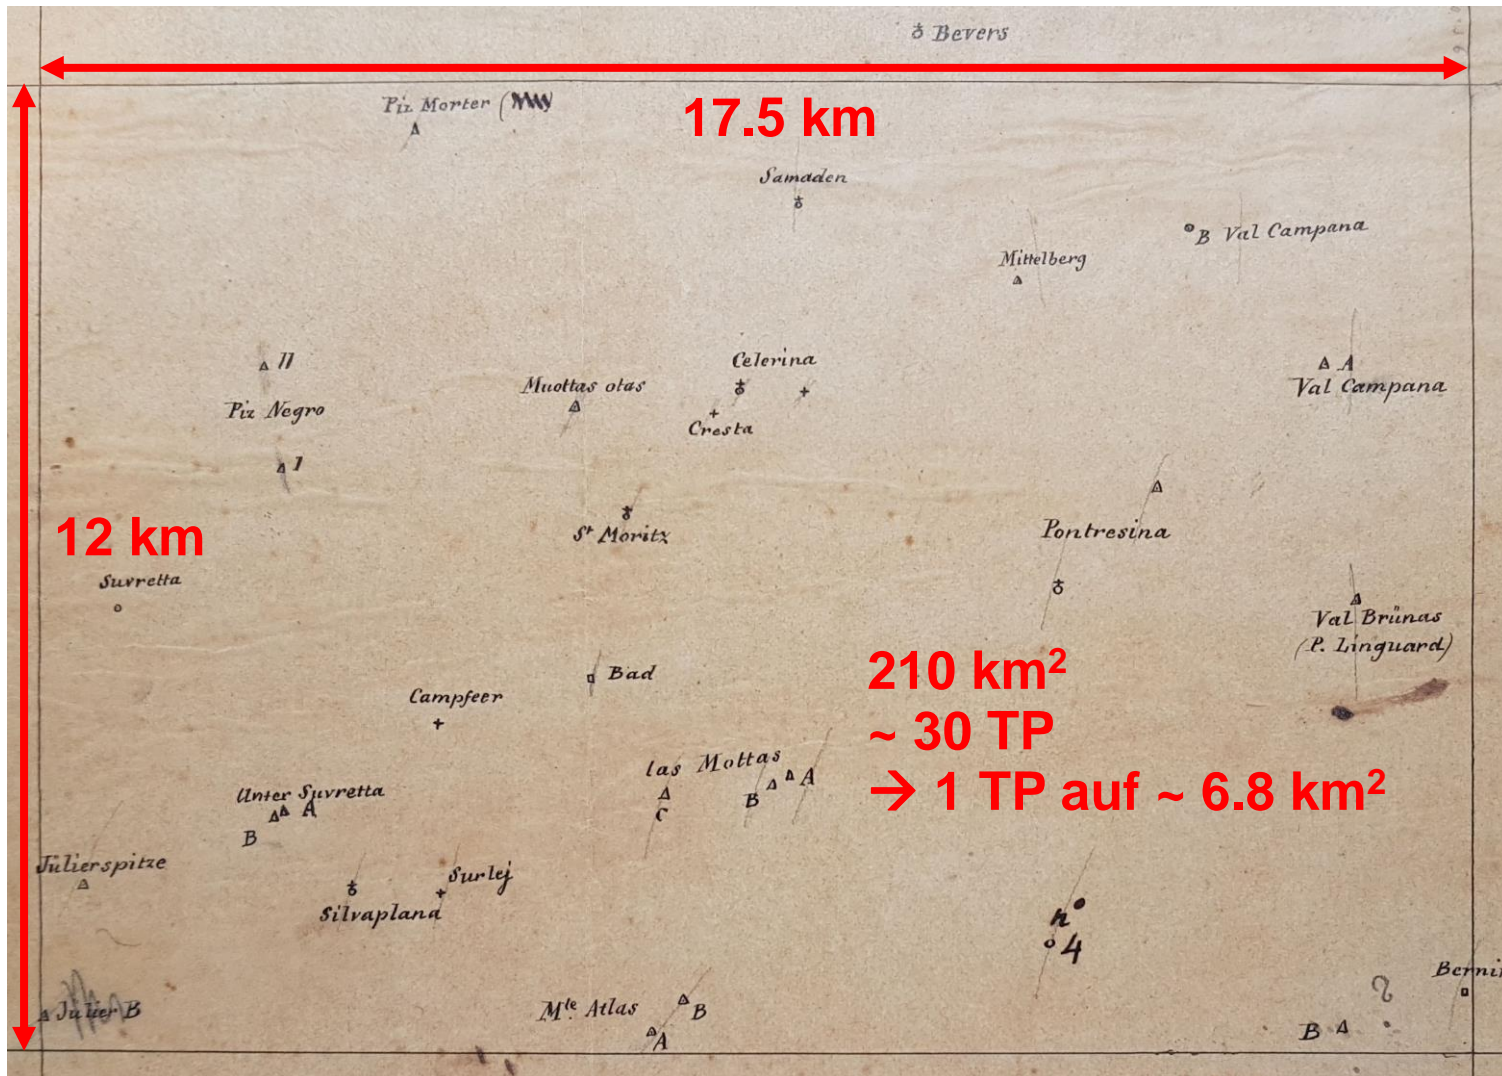 Bevers
Piz Morter (
17.5 km
Samaden
B Val Campana
Mittelberg
II
Piz Negro
I
Muottas otas
Celerina
Cresta
A
Val Campana
12 km
St Moritz
Pontresina
Suvretta
Val Brünas
(P. Linguard)
Bad
Campfeer
210 km²
~ 30 TP
→ 1 TP auf ~ 6.8 km²
las Mottas
A
B
C
Unter Suvretta
A
B
Julierspitze
Surlej
Silvaplana
n°
4
Julier B
Mte Atlas
B
A
Berni
B